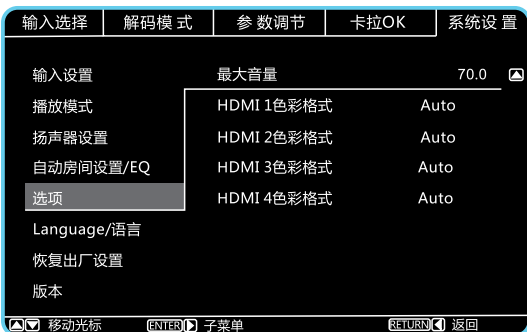 输入选择 解码模式 参数调节 卡拉OK 系统设置
输入设置 最大音量 70.0
播放模式 HDMI 1色彩格式 Auto
扬声器设置 HDMI 2色彩格式 Auto
自动房间设置/EQ HDMI 3色彩格式 Auto
选项 HDMI 4色彩格式 Auto
Language/语言
恢复出厂设置
版本
移动光标 ENTER 子菜单 RETURN 返回